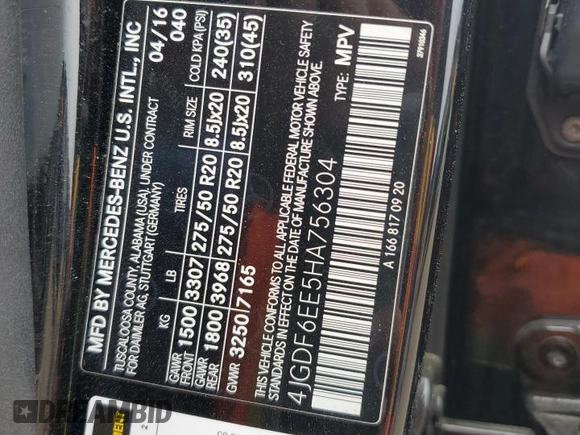 MFD BY MERCEDES-BENZ U.S. INTL., INC
TUSCALOOSA COUNTY, ALABAMA (USA), UNDER CONTRACT
FOR DAIMLER AG, STUTTGART (GERMANY)
04/16
040
KG LB TIRES RIM SIZE COLD KPA (PSI)
GAWR FRONT 1500 3307 275/50 R20 8.5Jx20 240(35)
GAWR REAR 1800 3968 275/50 R20 8.5Jx20 310(45)
GVWR 3250/7165
THIS VEHICLE CONFORMS TO ALL APPLICABLE FEDERAL MOTOR VEHICLE SAFETY
STANDARDS IN EFFECT ON THE DATE OF MANUFACTURE SHOWN ABOVE.
4JGDF6EE5HA756304
TYPE: MPV
A 166 817 09 20
DREAMBID